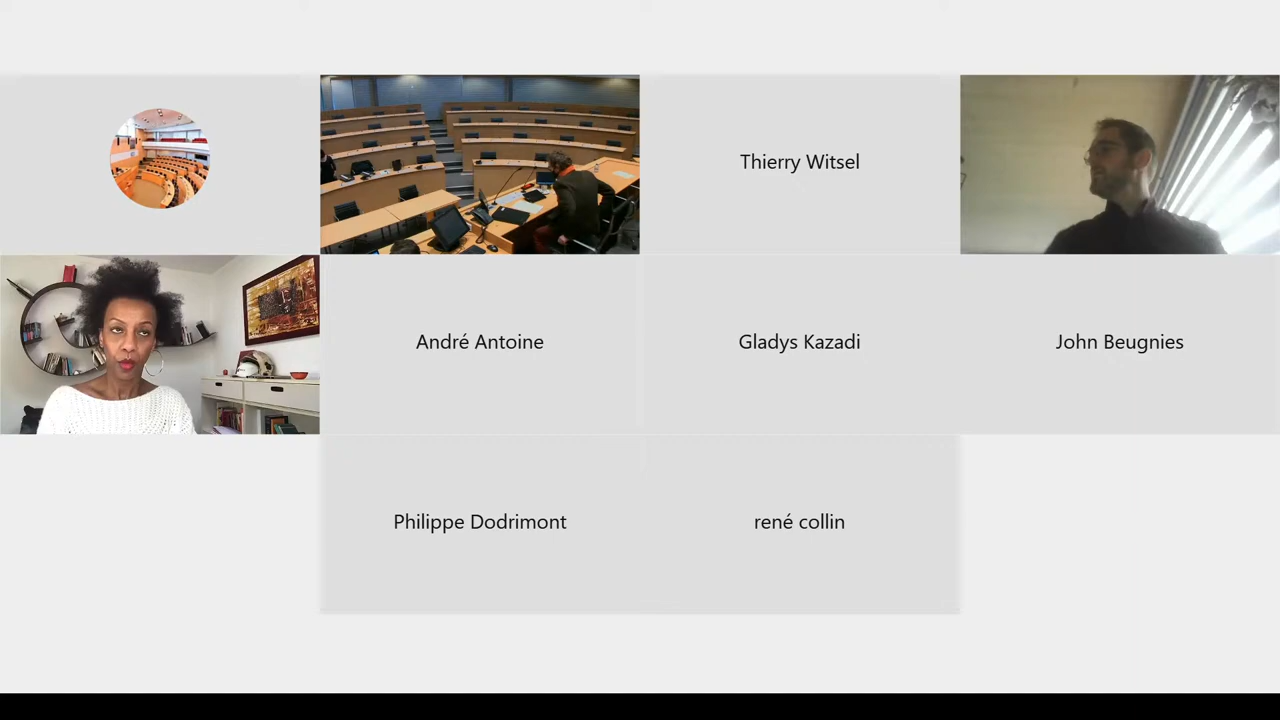 Thierry Witsel
André Antoine
Gladys Kazadi
John Beugnies
Philippe Dodrimont
rené collin